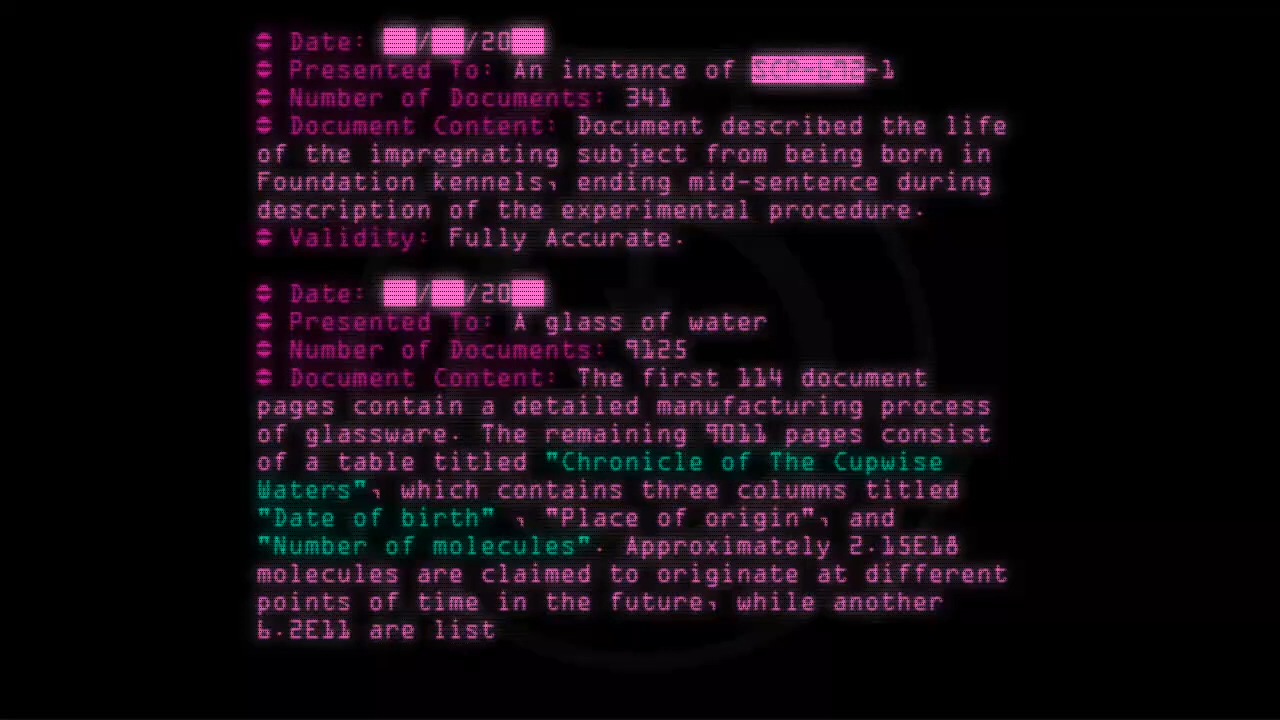 Date: ██/██/20██
Presented To: An instance of -1
Number of Documents: 341
Document Content: Document described the life
of the impregnating subject from being born in
Foundation kennels, ending mid-sentence during
description of the experimental procedure.
Validity: Fully Accurate.
Date: ██/██/20██
Presented To: A glass of water
Number of Documents: 9125
Document Content: The first 114 document
pages contain a detailed manufacturing process
of glassware. The remaining 9011 pages consist
of a table titled "Chronicle of The Cupwise
Waters", which contains three columns titled
"Date of birth" , "Place of origin", and
"Number of molecules". Approximately 2.15E18
molecules are claimed to originate at different
points of time in the future, while another
6.2E11 are list